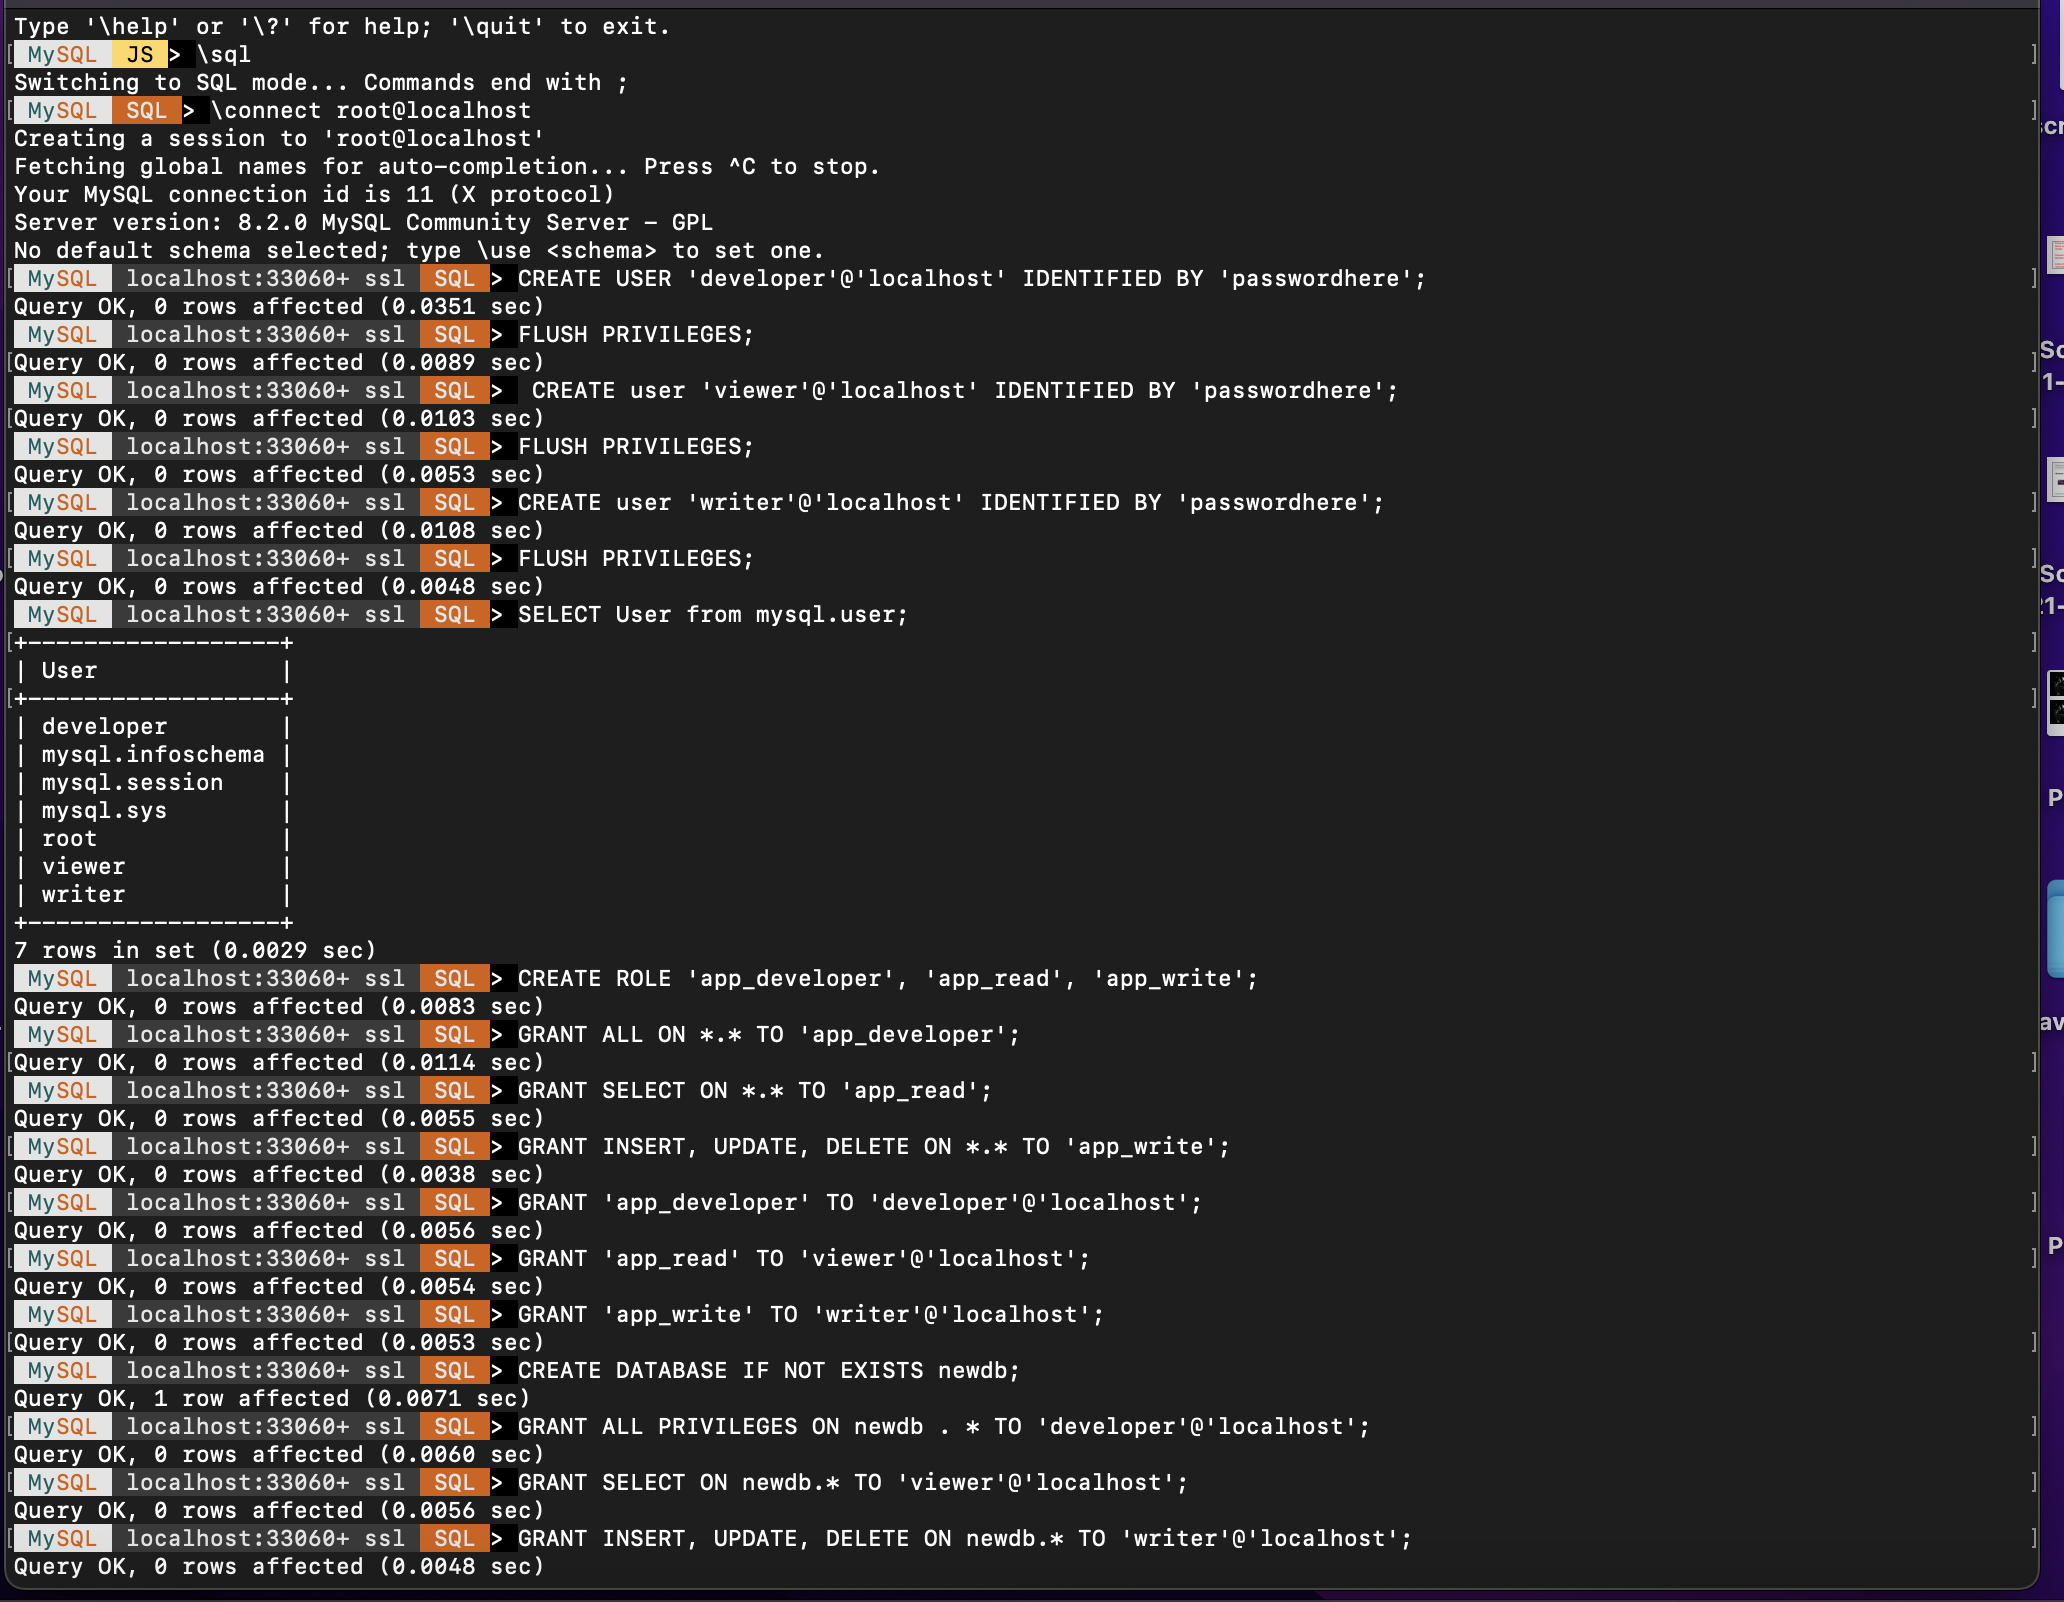 Type '\help' or '\?' for help; '\quit' to exit.
MySQL JS > \sql
Switching to SQL mode... Commands end with ;
MySQL SQL > \connect root@localhost
Creating a session to 'root@localhost'
Fetching global names for auto-completion... Press ^C to stop.
Your MySQL connection id is 11 (X protocol)
Server version: 8.2.0 MySQL Community Server - GPL
No default schema selected; type \use <schema> to set one.
MySQL localhost:33060+ ssl SQL > CREATE USER 'developer'@'localhost' IDENTIFIED BY 'passwordhere';
Query OK, 0 rows affected (0.0351 sec)
MySQL localhost:33060+ ssl SQL > FLUSH PRIVILEGES;
Query OK, 0 rows affected (0.0089 sec)
MySQL localhost:33060+ ssl SQL > CREATE user 'viewer'@'localhost' IDENTIFIED BY 'passwordhere';
Query OK, 0 rows affected (0.0103 sec)
MySQL localhost:33060+ ssl SQL > FLUSH PRIVILEGES;
Query OK, 0 rows affected (0.0053 sec)
MySQL localhost:33060+ ssl SQL > CREATE user 'writer'@'localhost' IDENTIFIED BY 'passwordhere';
Query OK, 0 rows affected (0.0108 sec)
MySQL localhost:33060+ ssl SQL > FLUSH PRIVILEGES;
Query OK, 0 rows affected (0.0048 sec)
MySQL localhost:33060+ ssl SQL > SELECT User from mysql.user;
+------------------+
| User             |
+------------------+
| developer        |
| mysql.infoschema |
| mysql.session    |
| mysql.sys        |
| root             |
| viewer           |
| writer           |
+------------------+
7 rows in set (0.0029 sec)
MySQL localhost:33060+ ssl SQL > CREATE ROLE 'app_developer', 'app_read', 'app_write';
Query OK, 0 rows affected (0.0083 sec)
MySQL localhost:33060+ ssl SQL > GRANT ALL ON *.* TO 'app_developer';
Query OK, 0 rows affected (0.0114 sec)
MySQL localhost:33060+ ssl SQL > GRANT SELECT ON *.* TO 'app_read';
Query OK, 0 rows affected (0.0055 sec)
MySQL localhost:33060+ ssl SQL > GRANT INSERT, UPDATE, DELETE ON *.* TO 'app_write';
Query OK, 0 rows affected (0.0038 sec)
MySQL localhost:33060+ ssl SQL > GRANT 'app_developer' TO 'developer'@'localhost';
Query OK, 0 rows affected (0.0056 sec)
MySQL localhost:33060+ ssl SQL > GRANT 'app_read' TO 'viewer'@'localhost';
Query OK, 0 rows affected (0.0054 sec)
MySQL localhost:33060+ ssl SQL > GRANT 'app_write' TO 'writer'@'localhost';
Query OK, 0 rows affected (0.0053 sec)
MySQL localhost:33060+ ssl SQL > CREATE DATABASE IF NOT EXISTS newdb;
Query OK, 1 row affected (0.0071 sec)
MySQL localhost:33060+ ssl SQL > GRANT ALL PRIVILEGES ON newdb . * TO 'developer'@'localhost';
Query OK, 0 rows affected (0.0060 sec)
MySQL localhost:33060+ ssl SQL > GRANT SELECT ON newdb.* TO 'viewer'@'localhost';
Query OK, 0 rows affected (0.0056 sec)
MySQL localhost:33060+ ssl SQL > GRANT INSERT, UPDATE, DELETE ON newdb.* TO 'writer'@'localhost';
Query OK, 0 rows affected (0.0048 sec)